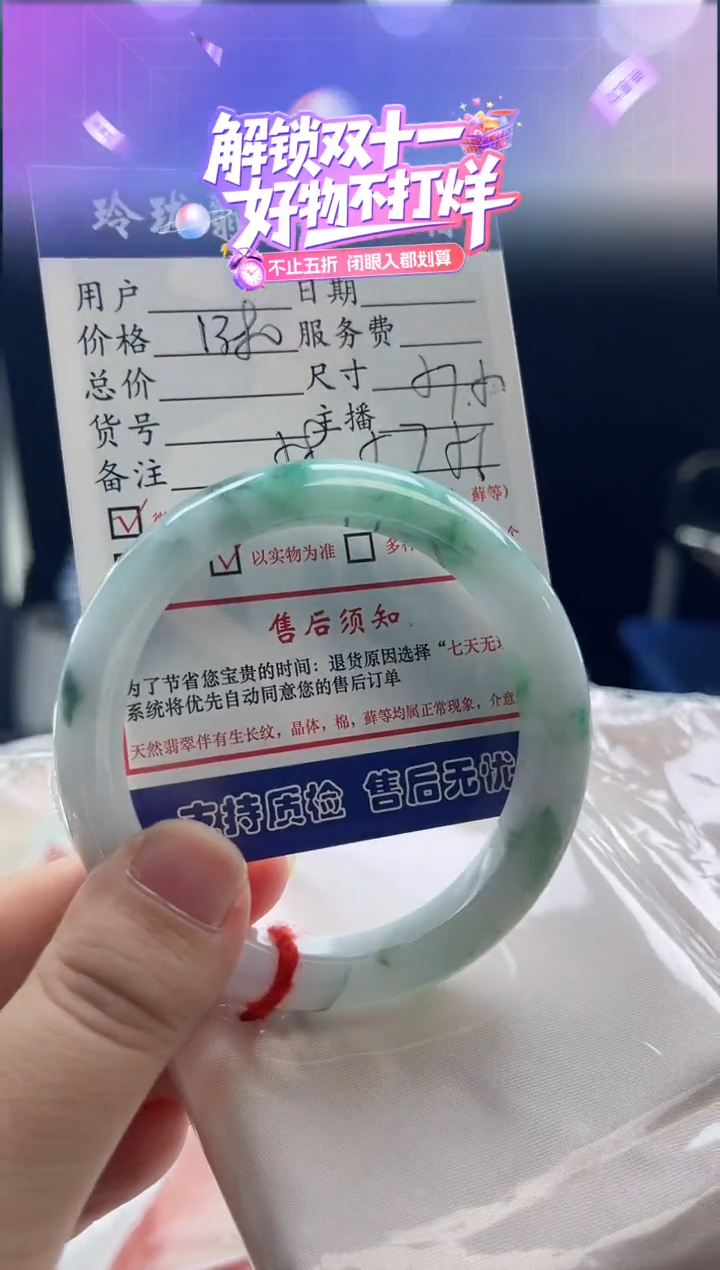 解锁双十一
好物不打烊
不止五折 闭眼入都划算
玲珑
用户 日期
价格 服务费
总价 尺寸
货号 主播
备注
藓等)
以实物为准
售后须知
为了节省您宝贵的时间：退货原因选择“七天无
系统将优先自动同意您的售后订单
天然翡翠伴有生长纹，晶体，棉，藓等均属正常现象，介意
支持质检 售后无忧